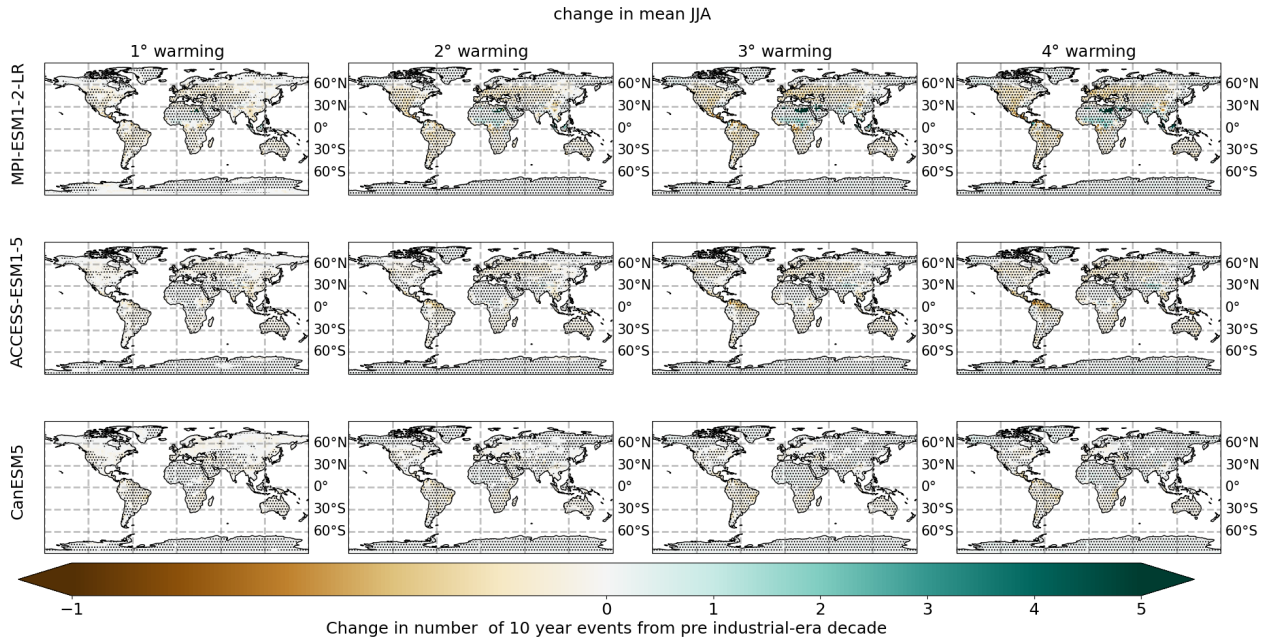 change in mean JJA
1° warming 2° warming 3° warming 4° warming
MPI-ESM1-2-LR
60°N 60°N 60°N 60°N
30°N 30°N 30°N 30°N
0° 0° 0° 0°
30°S 30°S 30°S 30°S
60°S 60°S 60°S 60°S
ACCESS-ESM1-5
60°N 60°N 60°N 60°N
30°N 30°N 30°N 30°N
0° 0° 0° 0°
30°S 30°S 30°S 30°S
60°S 60°S 60°S 60°S
CanESM5
60°N 60°N 60°N 60°N
30°N 30°N 30°N 30°N
0° 0° 0° 0°
30°S 30°S 30°S 30°S
60°S 60°S 60°S 60°S
−1 0 1 2 3 4 5
Change in number  of 10 year events from pre industrial-era decade